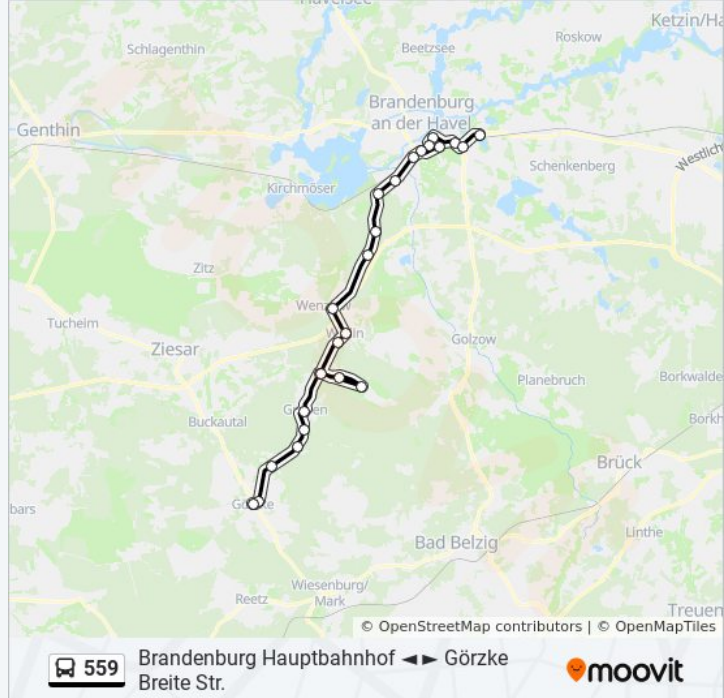 Havelsee
Ketzin/Ha
Schlagenthin
Beetzsee
Roskow
Brandenburg
an der Havel
Genthin
Westlich
Schenkenberg
Kirchmöser
Zitz
Tucheim
Golzow
Ziesar
Planebruch
Borkwalde
Buckautal
Borkh
Brück
bars
Linthe
Bad Belzig
Wiesenburg/
Mark
Reetz
Treuen
© OpenStreetMap contributors | © OpenMapTiles
559
Brandenburg Hauptbahnhof ◄ ► Görzke
Breite Str.
moovit